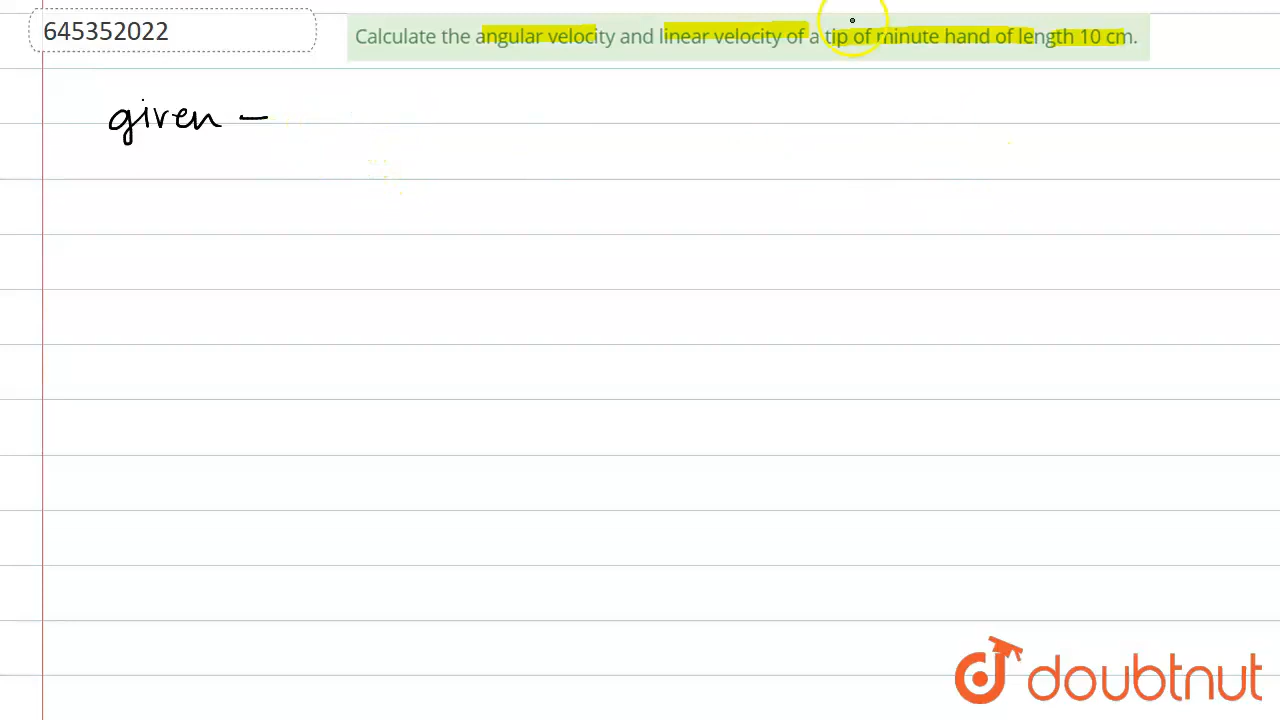 645352022
Calculate the angular velocity and linear velocity of a tip of minute hand of length 10 cm.
given -
doubtnut